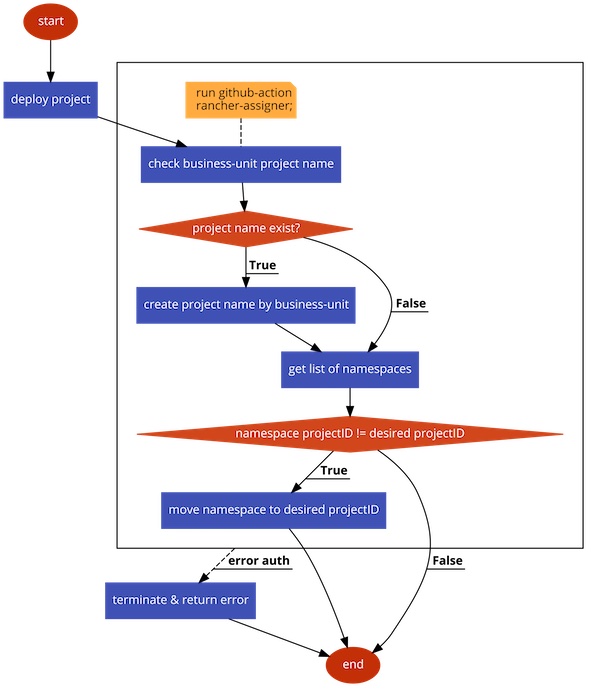 start
deploy project
run github-action
rancher-assigner;
check business-unit project name
project name exist?
True
create project name by business-unit
False
get list of namespaces
namespace projectID != desired projectID
True
move namespace to desired projectID
error auth
False
terminate & return error
end